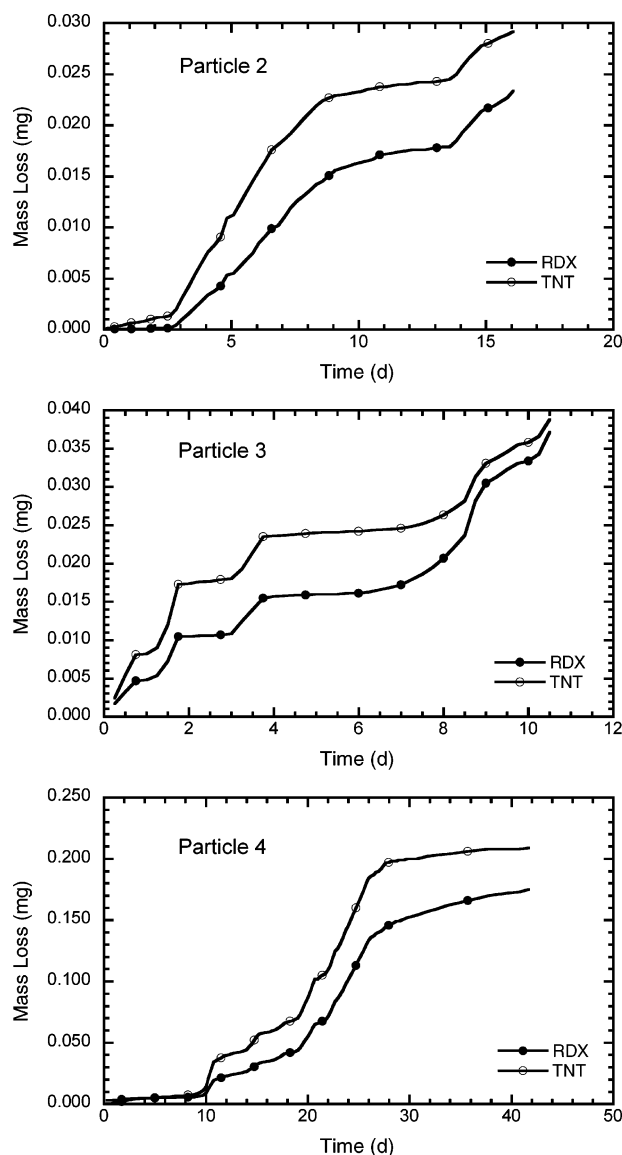 0.030
Particle 2
0.025
0.020
0.015
0.010
0.005
0.000
Mass Loss (mg)
RDX
TNT
0 5 10 15 20
Time (d)
0.040
Particle 3
0.035
0.030
0.025
0.020
0.015
0.010
0.005
0.000
Mass Loss (mg)
RDX
TNT
0 2 4 6 8 10 12
Time (d)
0.250
Particle 4
0.200
0.150
0.100
0.050
0.000
Mass Loss (mg)
RDX
TNT
0 10 20 30 40 50
Time (d)